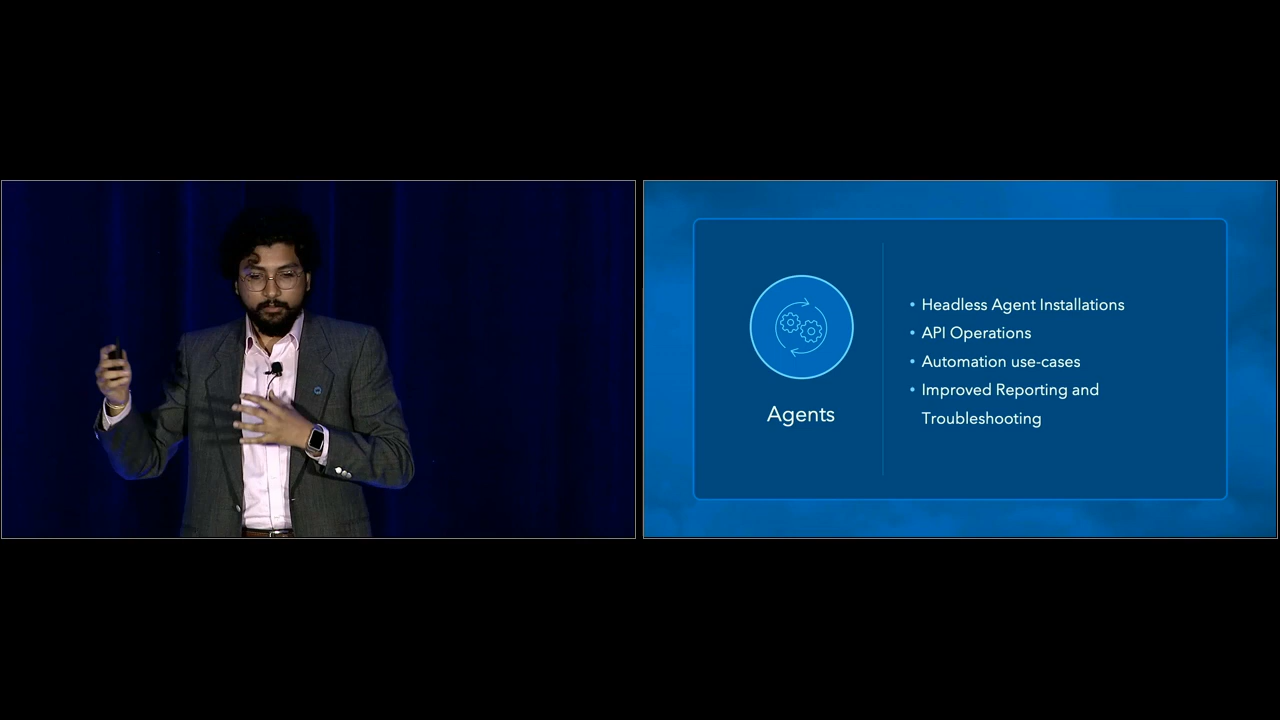 Agents
• Headless Agent Installations
• API Operations
• Automation use-cases
• Improved Reporting and
Troubleshooting